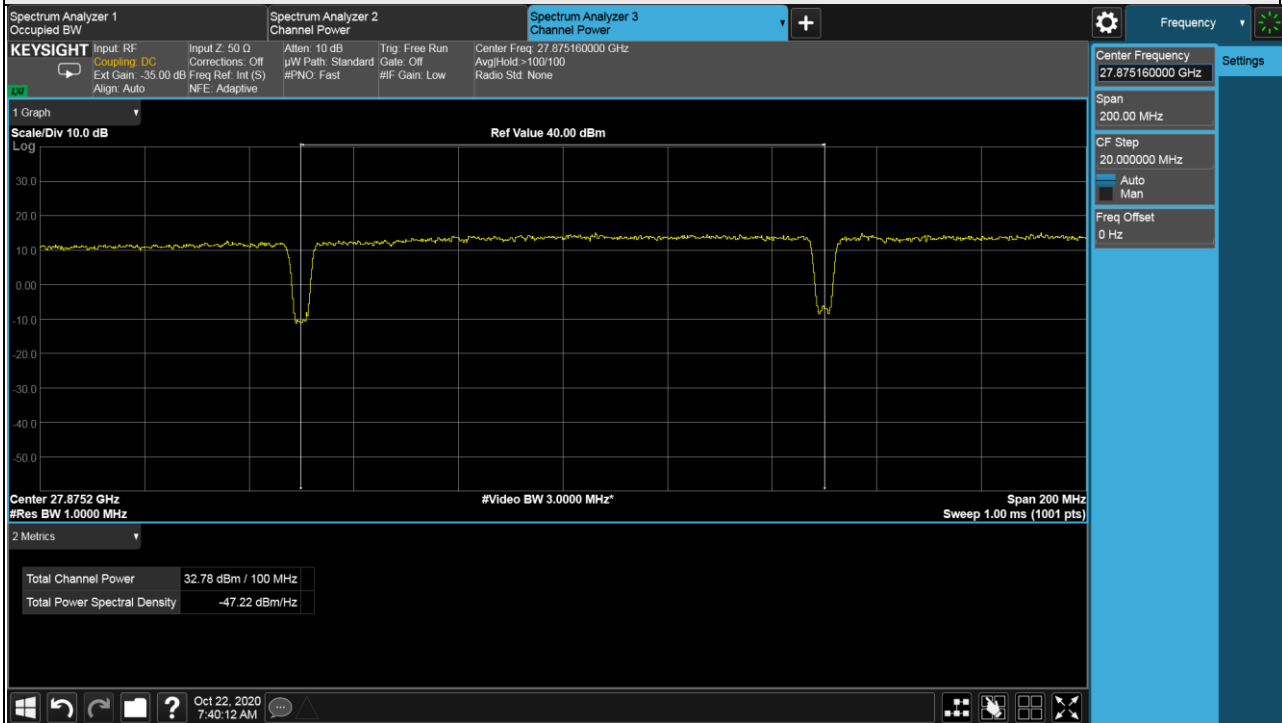 Spectrum Analyzer 1
Occupied BW
Spectrum Analyzer 2
Channel Power
Spectrum Analyzer 3
Channel Power
+
Frequency
KEYSIGHT
Input: RF
Coupling: DC
Ext Gain: -35.00 dB
Align: Auto
Input Z: 50 Ω
Corrections: Off
Freq Ref: Int (S)
NFE: Adaptive
Atten: 10 dB
µW Path: Standard
#PNO: Fast
Trig: Free Run
Gate: Off
#IF Gain: Low
Center Freq: 27.875160000 GHz
Avg|Hold:>100/100
Radio Std: None
Center Frequency
27.875160000 GHz
Settings
Span
200.00 MHz
CF Step
20.000000 MHz
Auto
Man
Freq Offset
0 Hz
1 Graph
Scale/Div 10.0 dB
Ref Value 40.00 dBm
Log
30.0
20.0
10.0
0.00
-10.0
-20.0
-30.0
-40.0
-50.0
Center 27.8752 GHz
#Video BW 3.0000 MHz*
Span 200 MHz
#Res BW 1.0000 MHz
Sweep 1.00 ms (1001 pts)
2 Metrics
Total Channel Power 32.78 dBm / 100 MHz
Total Power Spectral Density -47.22 dBm/Hz
?
Oct 22, 2020
7:40:12 AM